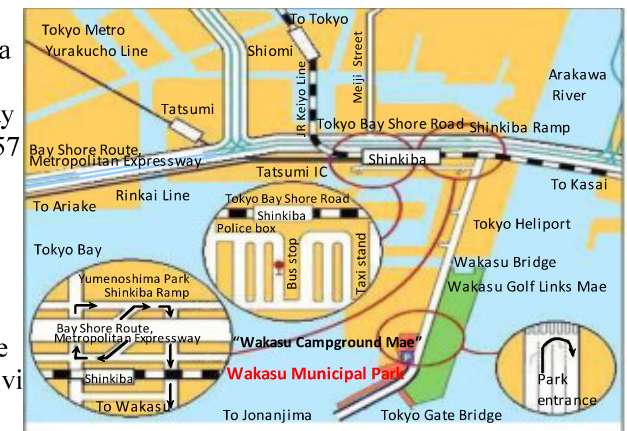 To Tokyo
Tokyo Metro
Yurakucho Line
Shiomi
JR Keiyo Line
Meiji Street
Arakawa
River
Tatsumi
Tokyo Bay Shore Road
Shinkiba Ramp
Bay Shore Route,
Metropolitan Expressway
Shinkiba
Tatsumi IC
To Kasai
Rinkai Line
To Ariake
Tokyo Bay Shore Road
Shinkiba
Police box
Bus stop
Taxi stand
Tokyo Heliport
Tokyo Bay
Wakasu Bridge
Wakasu Golf Links Mae
Yumenoshima Park
Shinkiba Ramp
Bay Shore Route,
Metropolitan Expressway
Shinkiba
To Wakasu
“Wakasu Campground Mae”
Wakasu Municipal Park
P
Park
entrance
To Jonanjima
Tokyo Gate Bridge
a
y
57
e
vi